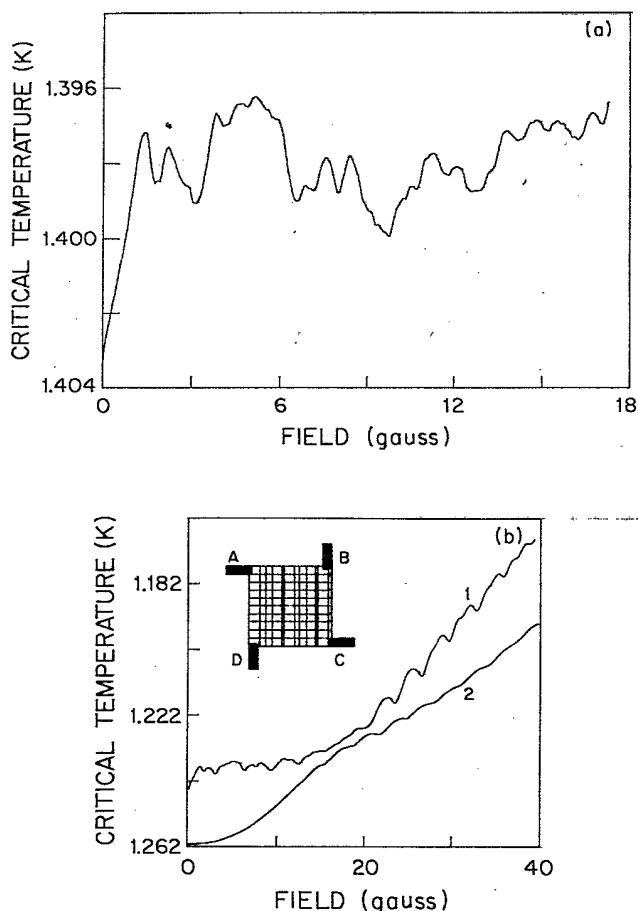 (a)
CRITICAL TEMPERATURE (K)
1.396
1.400
1.404
0
6
12
18
FIELD (gauss)
(b)
CRITICAL TEMPERATURE (K)
1.182
1.222
1.262
A
B
C
D
1
2
0
20
40
FIELD (gauss)